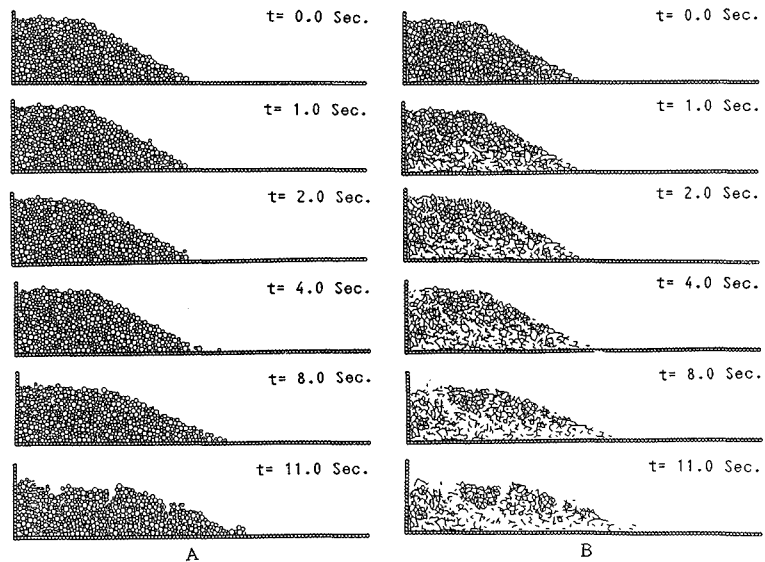 t= 0.0 Sec.
t= 1.0 Sec.
t= 2.0 Sec.
t= 4.0 Sec.
t= 8.0 Sec.
t= 11.0 Sec.
A
t= 0.0 Sec.
t= 1.0 Sec.
t= 2.0 Sec.
t= 4.0 Sec.
t= 8.0 Sec.
t= 11.0 Sec.
B